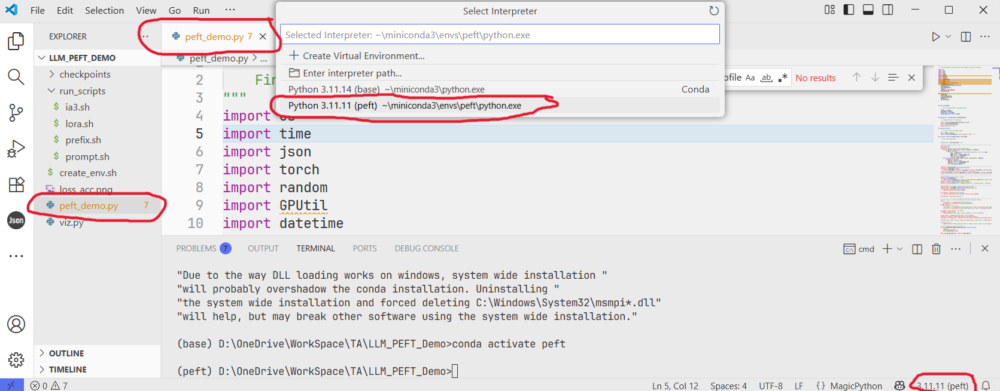 File Edit Selection View Go Run ···
Select Interpreter
EXPLORER ··
peft_demo.py 7
Selected Interpreter: ~\miniconda3\envs\peft\python.exe
LLM_PEFT_DEMO
peft_demo.py > ...
Create Virtual Environment...
checkpoints
Enter interpreter path...
ofile Aa ab .* No results
run_scripts
Python 3.11.14 (base) ~\miniconda3\python.exe Conda
$ ia3.sh
Python 3.11.11 (peft) ~\miniconda3\envs\peft\python.exe
$ lora.sh
$ prefix.sh
$ prompt.sh
$ create_env.sh
loss_acc.png
peft_demo.py 7
viz.py
Json
OUTLINE
TIMELINE
2 Fin
3 """
4 import os
5 import time
6 import json
7 import torch
8 import random
9 import GPUtil
10 import datetime
PROBLEMS 7 OUTPUT TERMINAL PORTS DEBUG CONSOLE cmd
"Due to the way DLL loading works on windows, system wide installation "
"will probably overshadow the conda installation. Uninstalling "
"the system wide installation and forced deleting C:\Windows\System32\msmpi*.dll"
"will help, but may break other software using the system wide installation."
(base) D:\OneDrive\WorkSpace\TA\LLM_PEFT_Demo>conda activate peft
(peft) D:\OneDrive\WorkSpace\TA\LLM_PEFT_Demo>
0 7 Ln 5, Col 12 Spaces: 4 UTF-8 LF {} MagicPython 3.11.11 (peft)